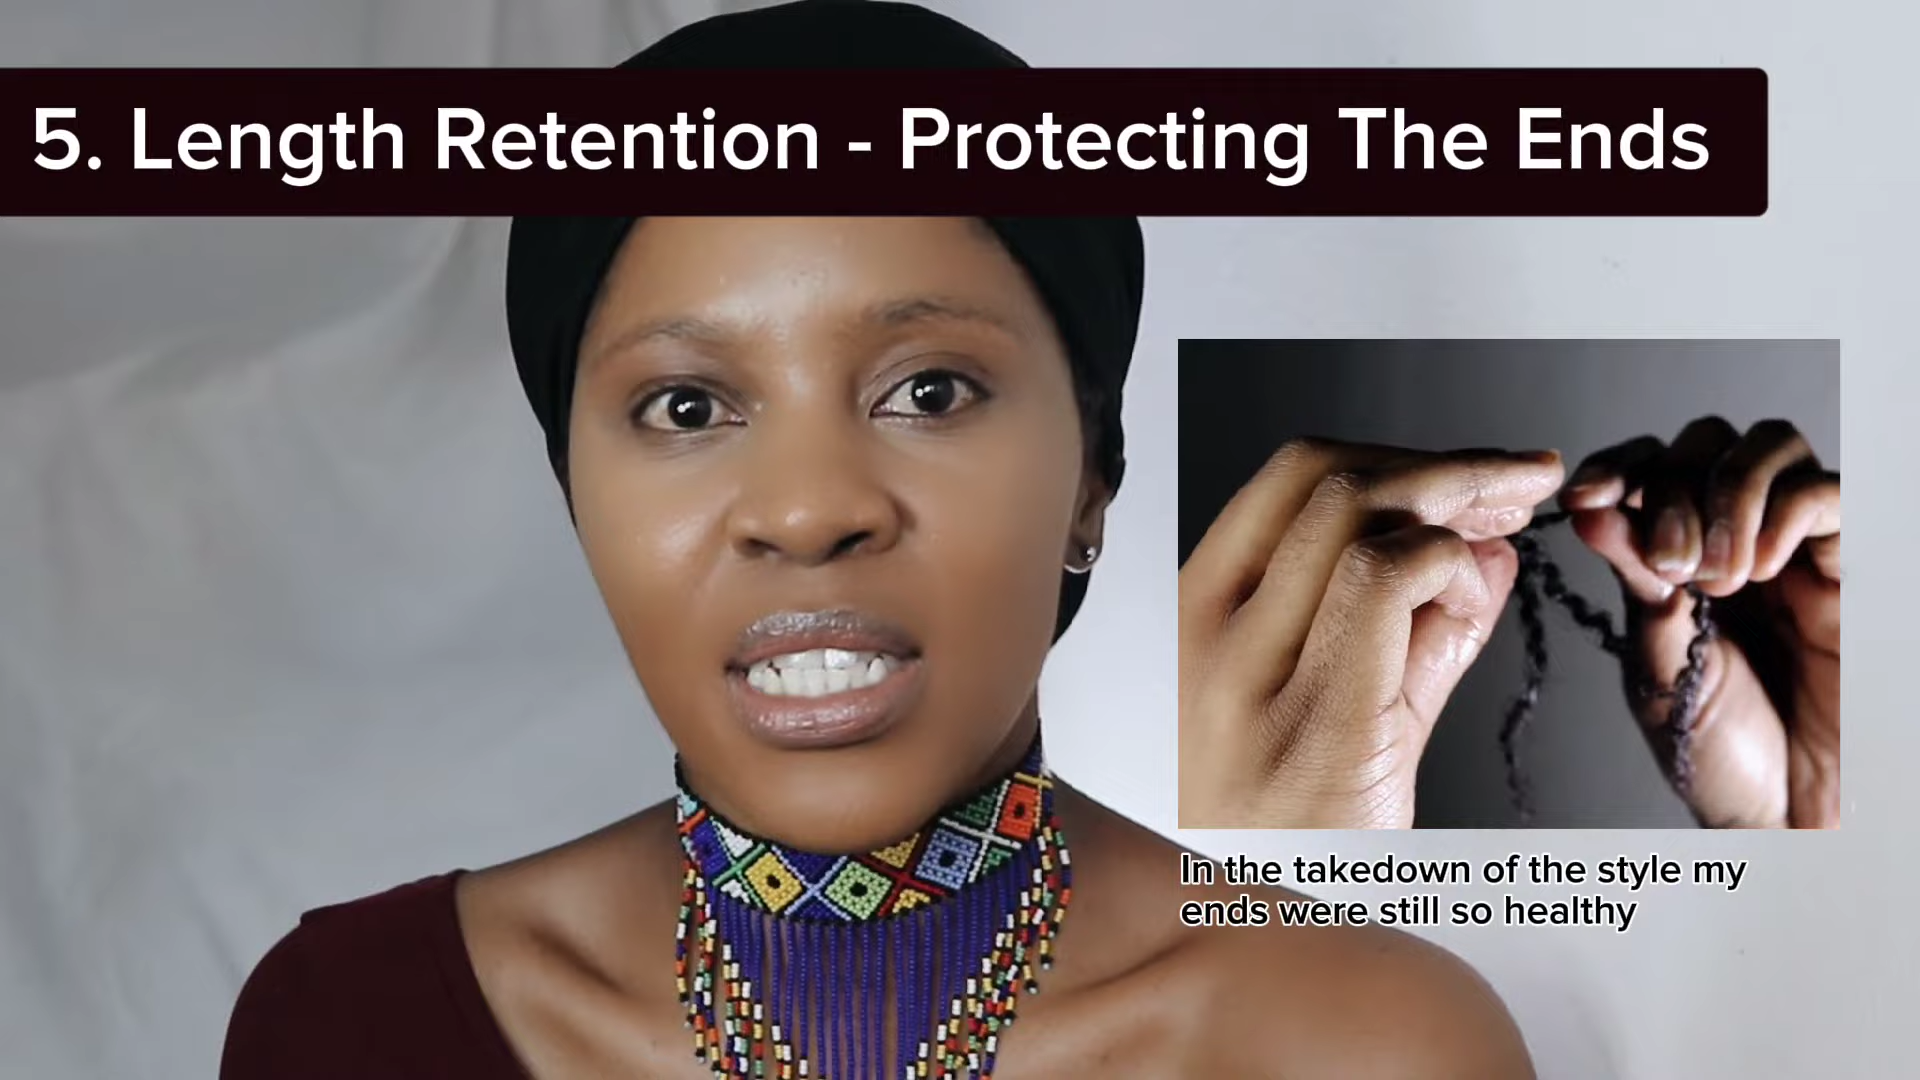 5. Length Retention - Protecting The Ends
In the takedown of the style my
ends were still so healthy